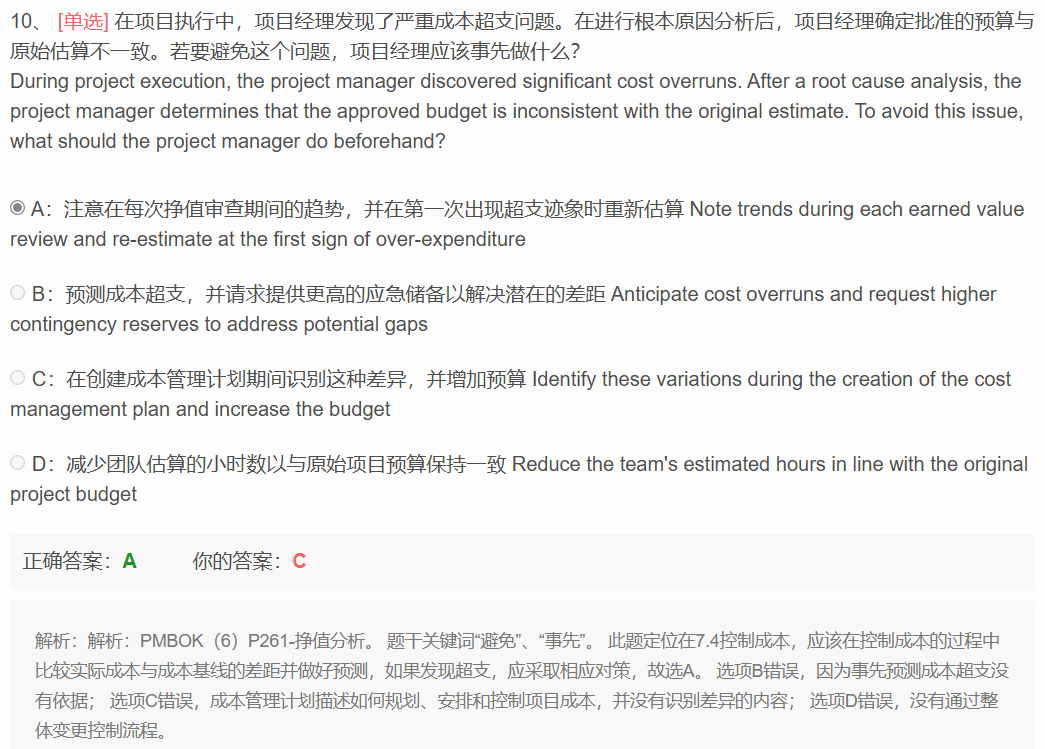 10、 [单选] 在项目执行中，项目经理发现了严重成本超支问题。在进行根本原因分析后，项目经理确定批准的预算与
原始估算不一致。若要避免这个问题，项目经理应该事先做什么？
During project execution, the project manager discovered significant cost overruns. After a root cause analysis, the
project manager determines that the approved budget is inconsistent with the original estimate. To avoid this issue,
what should the project manager do beforehand?
A：注意在每次挣值审查期间的趋势，并在第一次出现超支迹象时重新估算 Note trends during each earned value
review and re-estimate at the first sign of over-expenditure
B：预测成本超支，并请求提供更高的应急储备以解决潜在的差距 Anticipate cost overruns and request higher
contingency reserves to address potential gaps
C：在创建成本管理计划期间识别这种差异，并增加预算 Identify these variations during the creation of the cost
management plan and increase the budget
D：减少团队估算的小时数以与原始项目预算保持一致 Reduce the team's estimated hours in line with the original
project budget
正确答案：A 你的答案：C
解析：解析：PMBOK（6）P261-挣值分析。 题干关键词“避免”、“事先”。 此题定位在7.4控制成本，应该在控制成本的过程中
比较实际成本与成本基线的差距并做好预测，如果发现超支，应采取相应对策，故选A。 选项B错误，因为事先预测成本超支没
有依据； 选项C错误，成本管理计划描述如何规划、安排和控制项目成本，并没有识别差异的内容； 选项D错误，没有通过整
体变更控制流程。